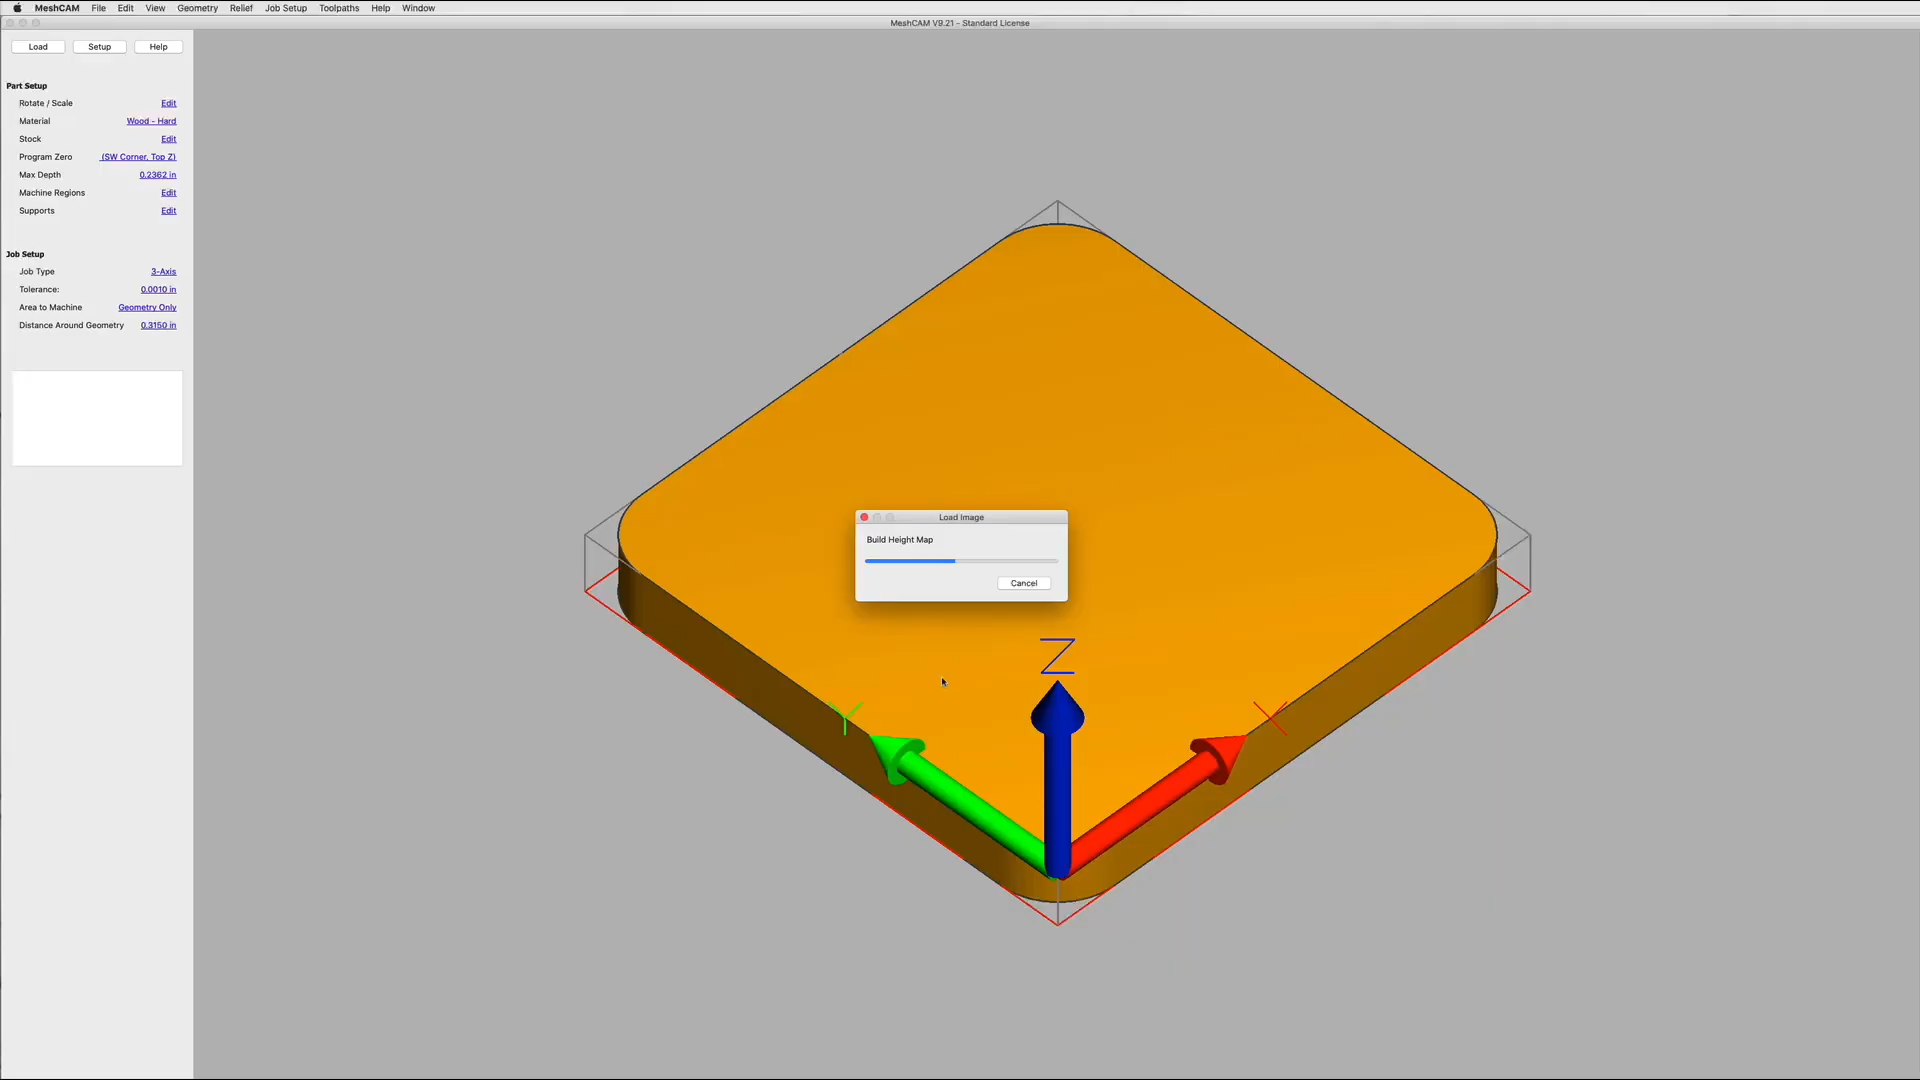 MeshCAM File Edit View Geometry Relief Job Setup Toolpaths Help Window
MeshCAM V9.21 - Standard License
Load Setup Help
Part Setup
Rotate / Scale Edit
Material Wood - Hard
Stock Edit
Program Zero (SW Corner, Top Z)
Max Depth 0.2362 in
Machine Regions Edit
Supports Edit
Job Setup
Job Type 3-Axis
Tolerance: 0.0010 in
Area to Machine Geometry Only
Distance Around Geometry 0.3150 in
Load Image
Build Height Map
Cancel
Z
Y
X